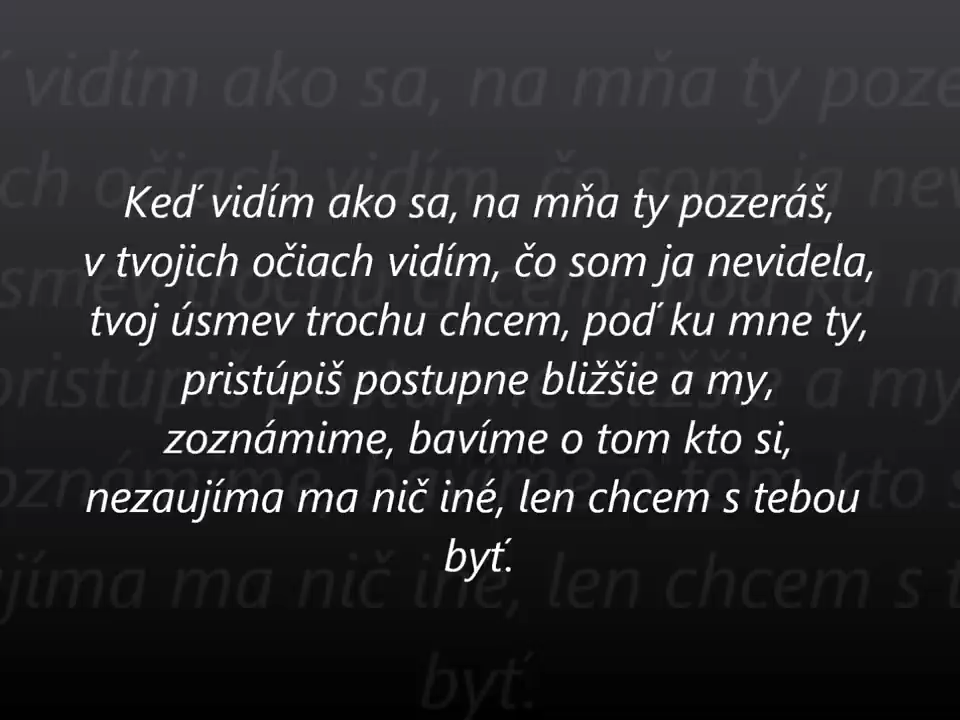 Keď vidím ako sa, na mňa ty pozeráš,
v tvojich očiach vidím, čo som ja nevidela,
tvoj úsmev trochu chcem, poď ku mne ty,
pristúpiš postupne bližšie a my,
zoznámime, bavíme o tom kto si,
nezaujíma ma nič iné, len chcem s tebou
byť.